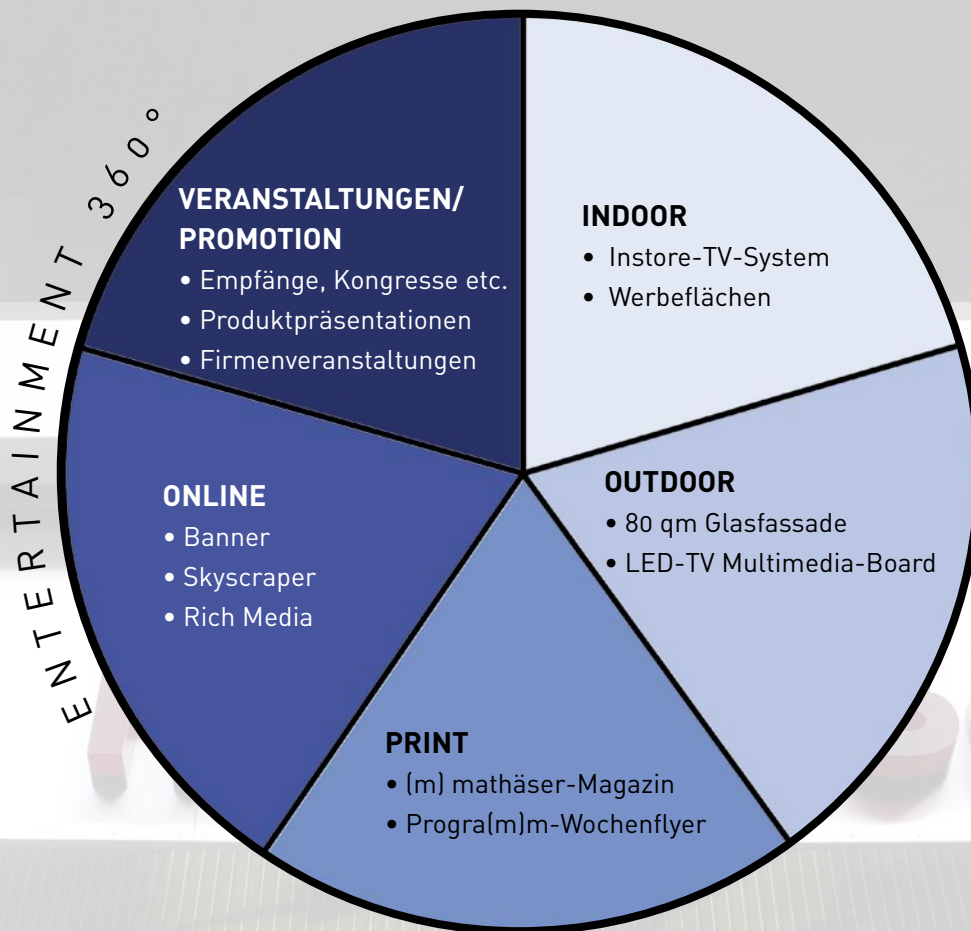 ENTERTAINMENT 360°
VERANSTALTUNGEN/
PROMOTION
• Empfänge, Kongresse etc.
• Produktpräsentationen
• Firmenveranstaltungen
INDOOR
• Instore-TV-System
• Werbeflächen
OUTDOOR
• 80 qm Glasfassade
• LED-TV Multimedia-Board
PRINT
• (m) mathäser-Magazin
• Progra(m)m-Wochenflyer
ONLINE
• Banner
• Skyscraper
• Rich Media